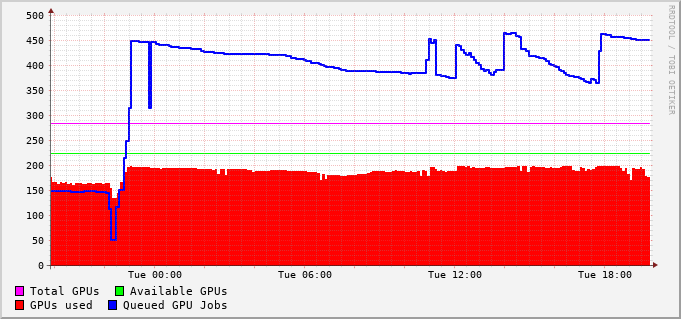 500
450
400
350
300
250
200
150
100
50
0
Tue 00:00 Tue 06:00 Tue 12:00 Tue 18:00
Total GPUs Available GPUs
GPUs used Queued GPU Jobs
RRDTOOL / TOBI OETIKER